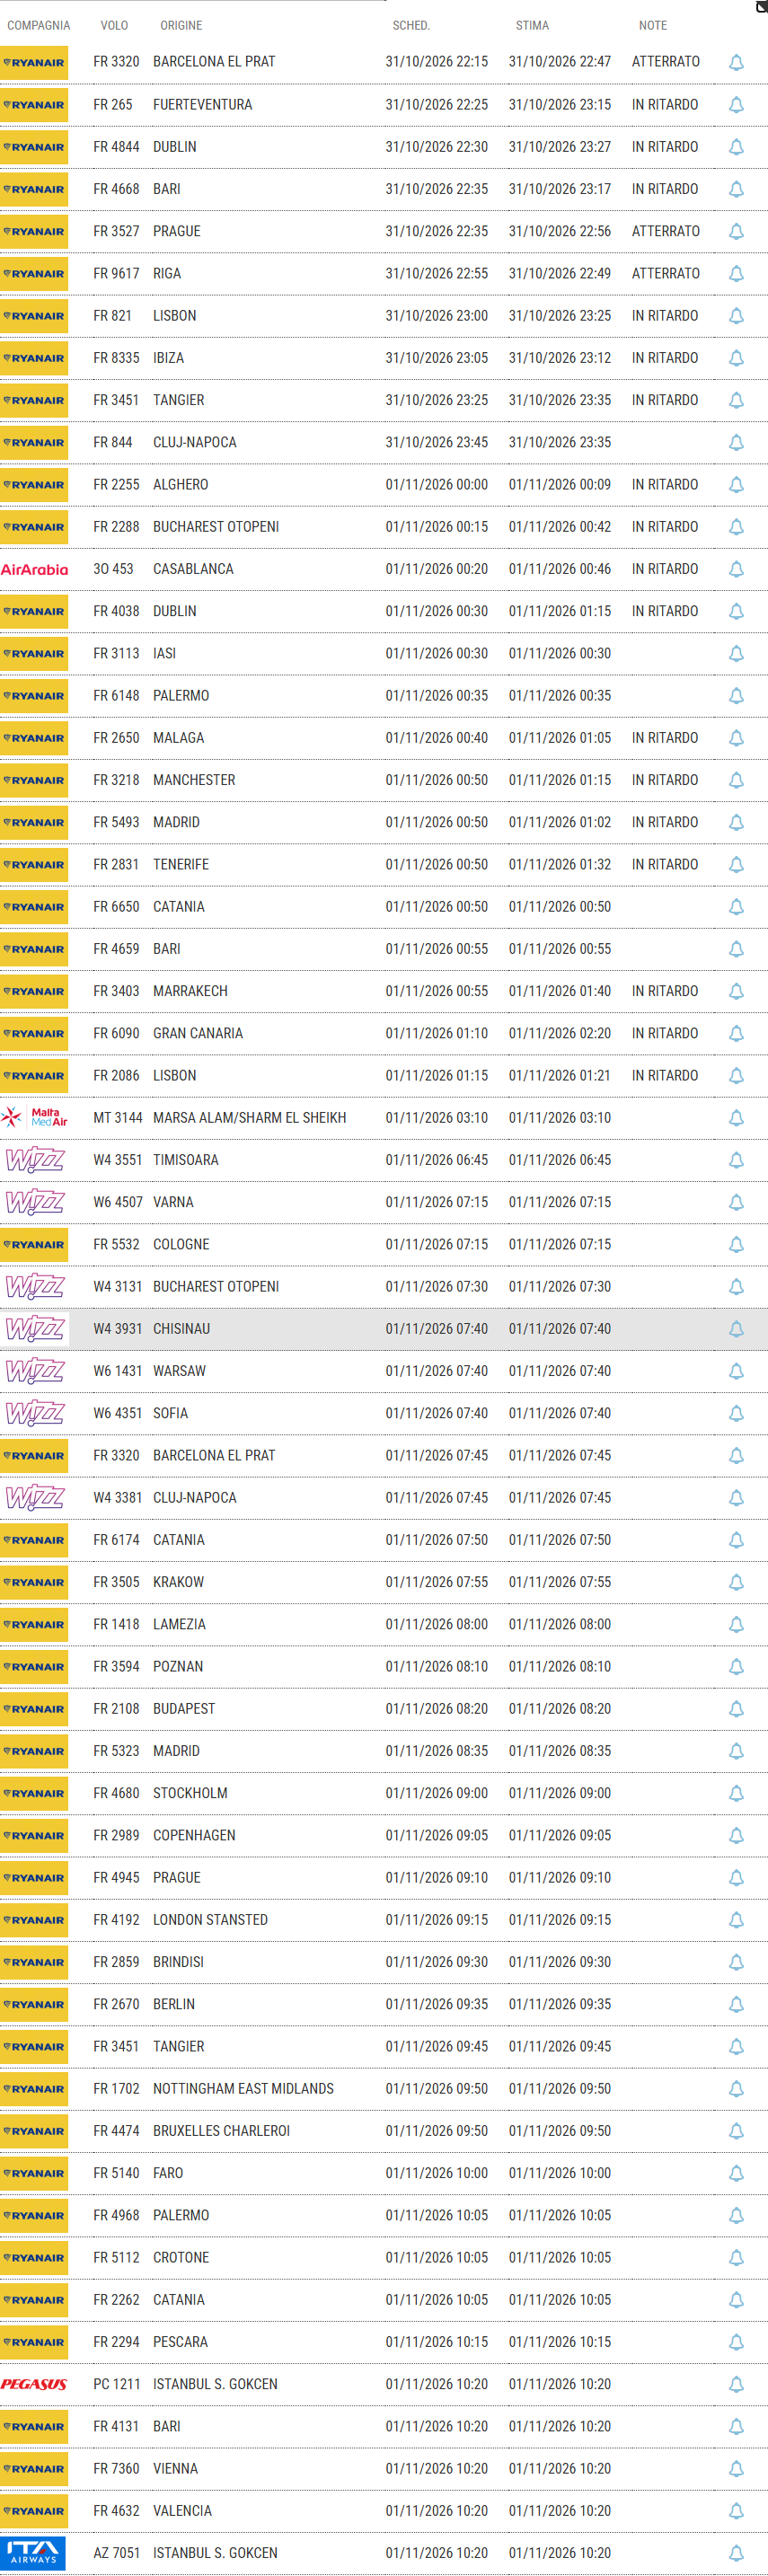 COMPAGNIA VOLO ORIGINE SCHED. STIMA NOTE
RYANAIR FR 3320 BARCELONA EL PRAT 31/10/2026 22:15 31/10/2026 22:47 ATTERRATO
RYANAIR FR 265 FUERTEVENTURA 31/10/2026 22:25 31/10/2026 23:15 IN RITARDO
RYANAIR FR 4844 DUBLIN 31/10/2026 22:30 31/10/2026 23:27 IN RITARDO
RYANAIR FR 4668 BARI 31/10/2026 22:35 31/10/2026 23:17 IN RITARDO
RYANAIR FR 3527 PRAGUE 31/10/2026 22:35 31/10/2026 22:56 ATTERRATO
RYANAIR FR 9617 RIGA 31/10/2026 22:55 31/10/2026 22:49 ATTERRATO
RYANAIR FR 821 LISBON 31/10/2026 23:00 31/10/2026 23:25 IN RITARDO
RYANAIR FR 8335 IBIZA 31/10/2026 23:05 31/10/2026 23:12 IN RITARDO
RYANAIR FR 3451 TANGIER 31/10/2026 23:25 31/10/2026 23:35 IN RITARDO
RYANAIR FR 844 CLUJ-NAPOCA 31/10/2026 23:45 31/10/2026 23:35
RYANAIR FR 2255 ALGHERO 01/11/2026 00:00 01/11/2026 00:09 IN RITARDO
RYANAIR FR 2288 BUCHAREST OTOPENI 01/11/2026 00:15 01/11/2026 00:42 IN RITARDO
AirArabia 3O 453 CASABLANCA 01/11/2026 00:20 01/11/2026 00:46 IN RITARDO
RYANAIR FR 4038 DUBLIN 01/11/2026 00:30 01/11/2026 01:15 IN RITARDO
RYANAIR FR 3113 IASI 01/11/2026 00:30 01/11/2026 00:30
RYANAIR FR 6148 PALERMO 01/11/2026 00:35 01/11/2026 00:35
RYANAIR FR 2650 MALAGA 01/11/2026 00:40 01/11/2026 01:05 IN RITARDO
RYANAIR FR 3218 MANCHESTER 01/11/2026 00:50 01/11/2026 01:15 IN RITARDO
RYANAIR FR 5493 MADRID 01/11/2026 00:50 01/11/2026 01:02 IN RITARDO
RYANAIR FR 2831 TENERIFE 01/11/2026 00:50 01/11/2026 01:32 IN RITARDO
RYANAIR FR 6650 CATANIA 01/11/2026 00:50 01/11/2026 00:50
RYANAIR FR 4659 BARI 01/11/2026 00:55 01/11/2026 00:55
RYANAIR FR 3403 MARRAKECH 01/11/2026 00:55 01/11/2026 01:40 IN RITARDO
RYANAIR FR 6090 GRAN CANARIA 01/11/2026 01:10 01/11/2026 02:20 IN RITARDO
RYANAIR FR 2086 LISBON 01/11/2026 01:15 01/11/2026 01:21 IN RITARDO
Malta MedAir MT 3144 MARSA ALAM/SHARM EL SHEIKH 01/11/2026 03:10 01/11/2026 03:10
WIZZ W4 3551 TIMISOARA 01/11/2026 06:45 01/11/2026 06:45
WIZZ W6 4507 VARNA 01/11/2026 07:15 01/11/2026 07:15
RYANAIR FR 5532 COLOGNE 01/11/2026 07:15 01/11/2026 07:15
WIZZ W4 3131 BUCHAREST OTOPENI 01/11/2026 07:30 01/11/2026 07:30
WIZZ W4 3931 CHISINAU 01/11/2026 07:40 01/11/2026 07:40
WIZZ W6 1431 WARSAW 01/11/2026 07:40 01/11/2026 07:40
WIZZ W6 4351 SOFIA 01/11/2026 07:40 01/11/2026 07:40
RYANAIR FR 3320 BARCELONA EL PRAT 01/11/2026 07:45 01/11/2026 07:45
WIZZ W4 3381 CLUJ-NAPOCA 01/11/2026 07:45 01/11/2026 07:45
RYANAIR FR 6174 CATANIA 01/11/2026 07:50 01/11/2026 07:50
RYANAIR FR 3505 KRAKOW 01/11/2026 07:55 01/11/2026 07:55
RYANAIR FR 1418 LAMEZIA 01/11/2026 08:00 01/11/2026 08:00
RYANAIR FR 3594 POZNAN 01/11/2026 08:10 01/11/2026 08:10
RYANAIR FR 2108 BUDAPEST 01/11/2026 08:20 01/11/2026 08:20
RYANAIR FR 5323 MADRID 01/11/2026 08:35 01/11/2026 08:35
RYANAIR FR 4680 STOCKHOLM 01/11/2026 09:00 01/11/2026 09:00
RYANAIR FR 2989 COPENHAGEN 01/11/2026 09:05 01/11/2026 09:05
RYANAIR FR 4945 PRAGUE 01/11/2026 09:10 01/11/2026 09:10
RYANAIR FR 4192 LONDON STANSTED 01/11/2026 09:15 01/11/2026 09:15
RYANAIR FR 2859 BRINDISI 01/11/2026 09:30 01/11/2026 09:30
RYANAIR FR 2670 BERLIN 01/11/2026 09:35 01/11/2026 09:35
RYANAIR FR 3451 TANGIER 01/11/2026 09:45 01/11/2026 09:45
RYANAIR FR 1702 NOTTINGHAM EAST MIDLANDS 01/11/2026 09:50 01/11/2026 09:50
RYANAIR FR 4474 BRUXELLES CHARLEROI 01/11/2026 09:50 01/11/2026 09:50
RYANAIR FR 5140 FARO 01/11/2026 10:00 01/11/2026 10:00
RYANAIR FR 4968 PALERMO 01/11/2026 10:05 01/11/2026 10:05
RYANAIR FR 5112 CROTONE 01/11/2026 10:05 01/11/2026 10:05
RYANAIR FR 2262 CATANIA 01/11/2026 10:05 01/11/2026 10:05
RYANAIR FR 2294 PESCARA 01/11/2026 10:15 01/11/2026 10:15
PEGASUS PC 1211 ISTANBUL S. GOKCEN 01/11/2026 10:20 01/11/2026 10:20
RYANAIR FR 4131 BARI 01/11/2026 10:20 01/11/2026 10:20
RYANAIR FR 7360 VIENNA 01/11/2026 10:20 01/11/2026 10:20
RYANAIR FR 4632 VALENCIA 01/11/2026 10:20 01/11/2026 10:20
ITA AIRWAYS AZ 7051 ISTANBUL S. GOKCEN 01/11/2026 10:20 01/11/2026 10:20